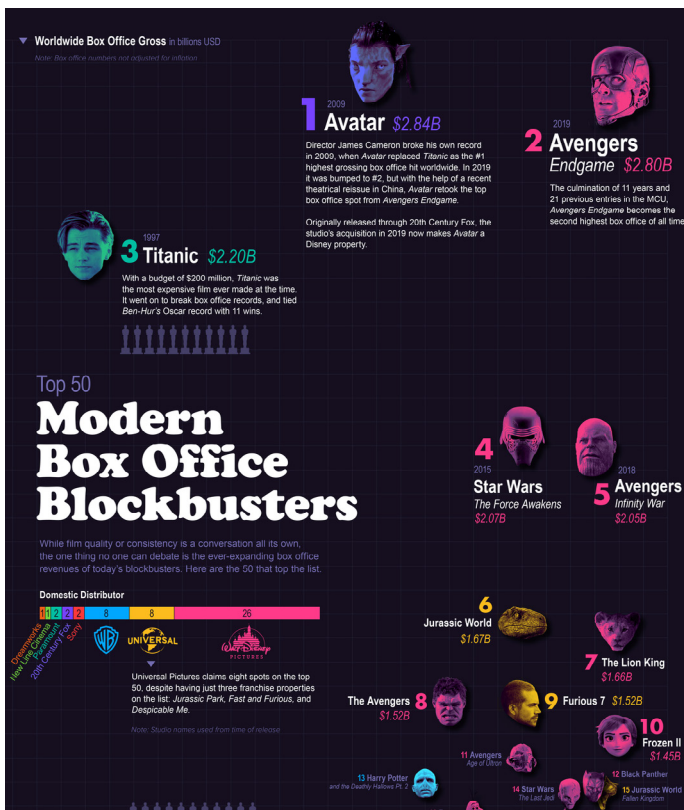 Worldwide Box Office Gross in billions USD
Note: Box office numbers not adjusted for inflation
1
2009
Avatar $2.84B
Director James Cameron broke his own record
in 2009, when Avatar replaced Titanic as the #1
highest grossing box office hit worldwide. In 2019
it was bumped to #2, but with the help of a recent
theatrical reissue in China, Avatar retook the top
box office spot from Avengers Endgame.
Originally released through 20th Century Fox, the
studio's acquisition in 2019 now makes Avatar a
Disney property.
2
2019
Avengers
Endgame $2.80B
The culmination of 11 years and
21 previous entries in the MCU,
Avengers Endgame becomes the
second highest box office of all time
3
1997
Titanic $2.20B
With a budget of $200 million, Titanic was
the most expensive film ever made at the time.
It went on to break box office records, and tied
Ben-Hur's Oscar record with 11 wins.
Top 50
Modern
Box Office
Blockbusters
While film quality or consistency is a conversation all its own,
the one thing no one can debate is the ever-expanding box office
revenues of today's blockbusters. Here are the 50 that top the list.
4
2015
Star Wars
The Force Awakens
$2.07B
5
2018
Avengers
Infinity War
$2.05B
Domestic Distributor
1 1 2 2 2 8 8 26
Dreamworks
New Line Cinema
Paramount
20th Century Fox
Sony
WB
UNIVERSAL
WALT DISNEY
PICTURES
Universal Pictures claims eight spots on the top
50, despite having just three franchise properties
on the list: Jurassic Park, Fast and Furious, and
Despicable Me.
Note: Studio names used from time of release
6
Jurassic World
$1.67B
7 The Lion King
$1.66B
The Avengers 8
$1.52B
9 Furious 7 $1.52B
10
Frozen II
$1.45B
11 Avengers
Age of Ultron
12 Black Panther
13 Harry Potter
and the Deathly Hallows Pt. 2
14 Star Wars
The Last Jedi
15 Jurassic World
Fallen Kingdom